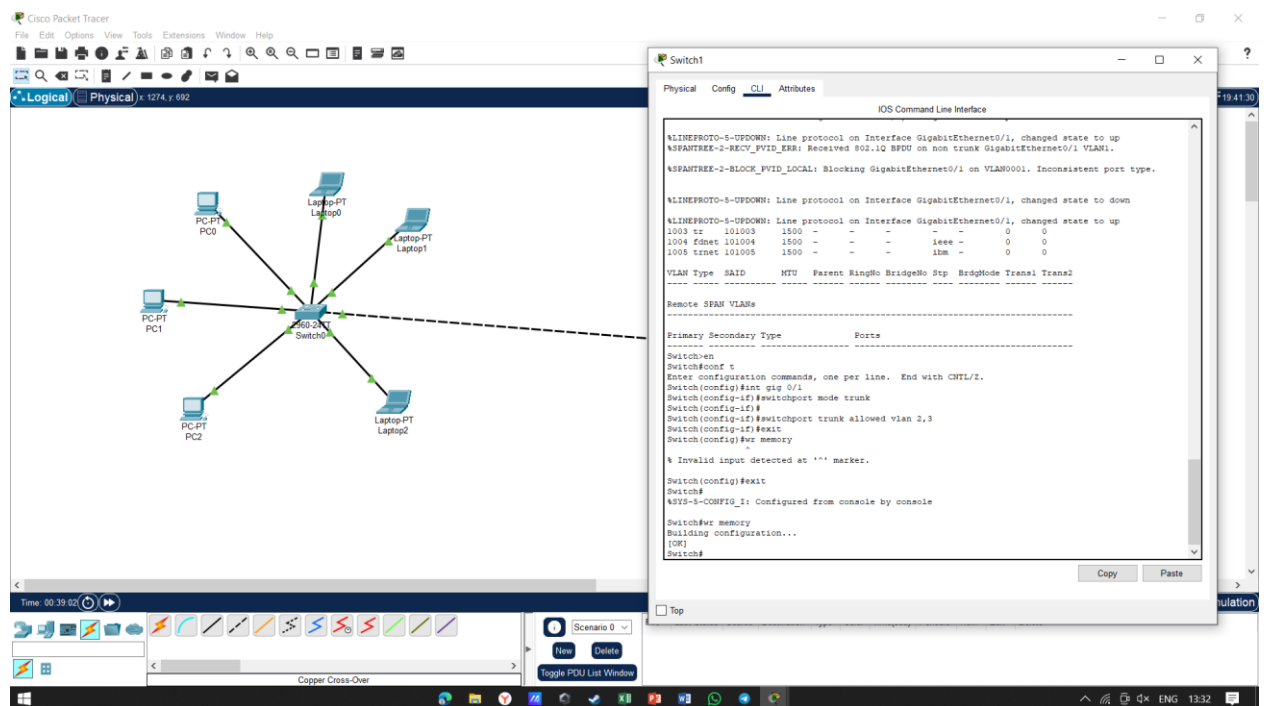 Cisco Packet Tracer
File Edit Options View Tools Extensions Window Help
?
Logical Physical x: 1274, y: 692
19:41:30
PC-PT
PC0
Laptop-PT
Laptop0
Laptop-PT
Laptop1
PC-PT
PC1
2960-24TT
Switch0
PC-PT
PC2
Laptop-PT
Laptop2
Switch1
Physical Config CLI Attributes
IOS Command Line Interface
%LINEPROTO-5-UPDOWN: Line protocol on Interface GigabitEthernet0/1, changed state to up
%SPANTREE-2-RECV_PVID_ERR: Received 802.1Q BPDU on non trunk GigabitEthernet0/1 VLAN1.
%SPANTREE-2-BLOCK_PVID_LOCAL: Blocking GigabitEthernet0/1 on VLAN0001. Inconsistent port type.
%LINEPROTO-5-UPDOWN: Line protocol on Interface GigabitEthernet0/1, changed state to down
%LINEPROTO-5-UPDOWN: Line protocol on Interface GigabitEthernet0/1, changed state to up
1003 tr 101003 1500 - - - - - 0 0
1004 fdnet 101004 1500 - - - ieee - 0 0
1005 trnet 101005 1500 - - - ibm - 0 0
VLAN Type SAID MTU Parent RingNo BridgeNo Stp BrdgMode Trans1 Trans2
---- ----- ---------- ----- ------ ------ -------- ---- -------- ------ ------
Remote SPAN VLANs
------------------------------------------------------------------------------
Primary Secondary Type Ports
------- --------- ----------------- ------------------------------------------
Switch>en
Switch#conf t
Enter configuration commands, one per line. End with CNTL/Z.
Switch(config)#int gig 0/1
Switch(config-if)#switchport mode trunk
Switch(config-if)#
Switch(config-if)#switchport trunk allowed vlan 2,3
Switch(config-if)#exit
Switch(config)#wr memory
^
% Invalid input detected at '^' marker.
Switch(config)#exit
Switch#
%SYS-5-CONFIG_I: Configured from console by console
Switch#wr memory
Building configuration...
[OK]
Switch#
Copy Paste
Top
Time: 00:39:02
Scenario 0
New Delete
Toggle PDU List Window
Copper Cross-Over
ENG 13:32